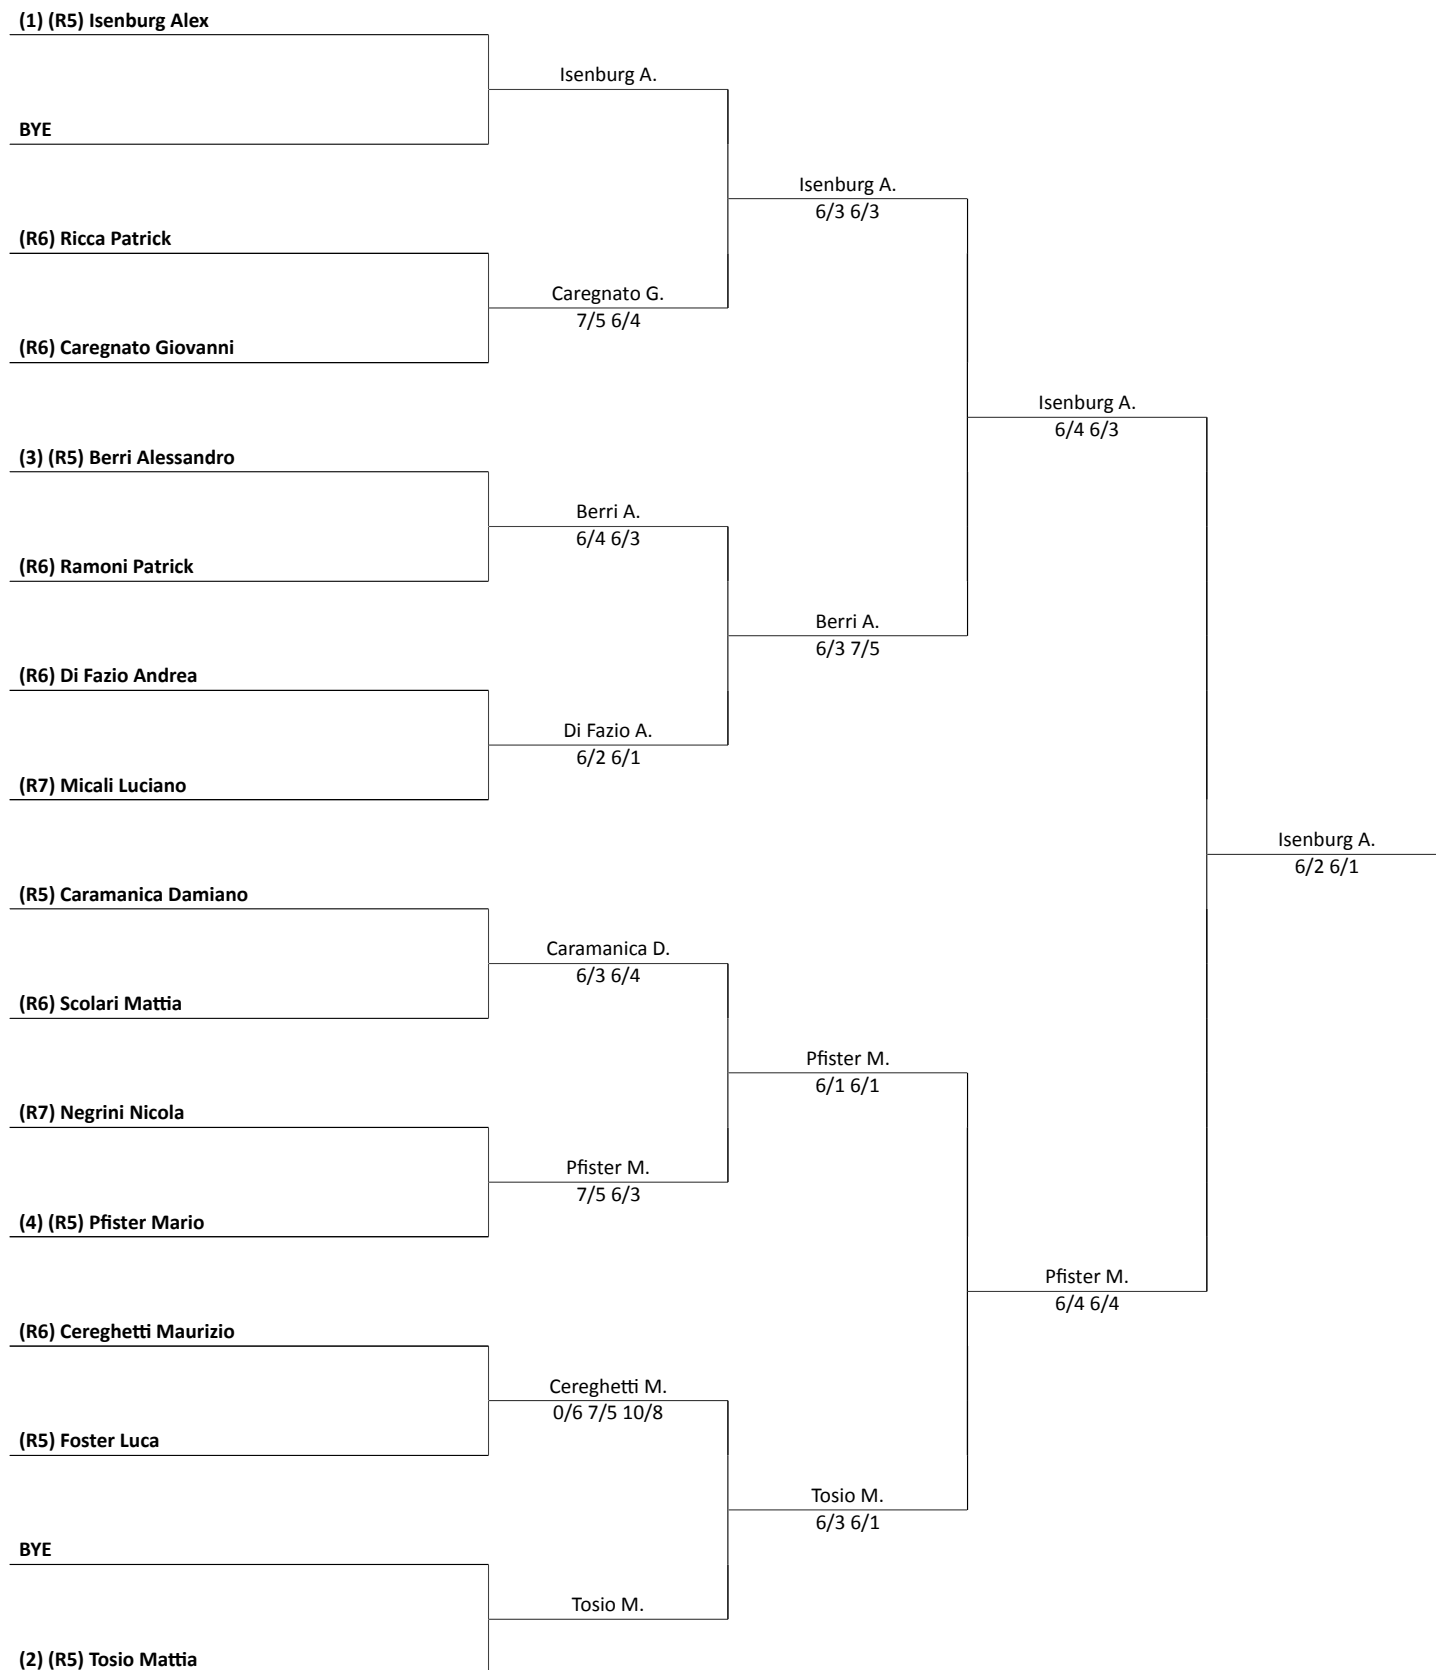 (1) (R5) Isenburg Alex
Isenburg A.
BYE
Isenburg A.
6/3 6/3
(R6) Ricca Patrick
Caregnato G.
7/5 6/4
(R6) Caregnato Giovanni
Isenburg A.
6/4 6/3
(3) (R5) Berri Alessandro
Berri A.
6/4 6/3
(R6) Ramoni Patrick
Berri A.
6/3 7/5
(R6) Di Fazio Andrea
Di Fazio A.
6/2 6/1
(R7) Micali Luciano
Isenburg A.
6/2 6/1
(R5) Caramanica Damiano
Caramanica D.
6/3 6/4
(R6) Scolari Mattia
Pfister M.
6/1 6/1
(R7) Negrini Nicola
Pfister M.
7/5 6/3
(4) (R5) Pfister Mario
Pfister M.
6/4 6/4
(R6) Cereghetti Maurizio
Cereghetti M.
0/6 7/5 10/8
(R5) Foster Luca
Tosio M.
6/3 6/1
BYE
Tosio M.
(2) (R5) Tosio Mattia